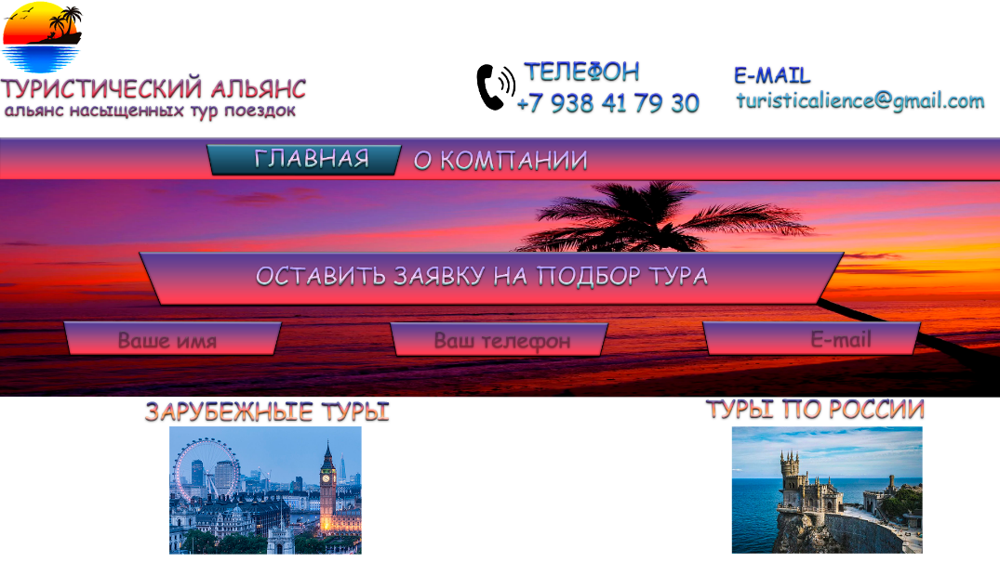 ТУРИСТИЧЕСКИЙ АЛЬЯНС
альянс насыщенных тур поездок
ТЕЛЕФОН
+7 938 41 79 30
E-MAIL
turisticalience@gmail.com
ГЛАВНАЯ
О КОМПАНИИ
ОСТАВИТЬ ЗАЯВКУ НА ПОДБОР ТУРА
Ваше имя
Ваш телефон
E-mail
ЗАРУБЕЖНЫЕ ТУРЫ
ТУРЫ ПО РОССИИ